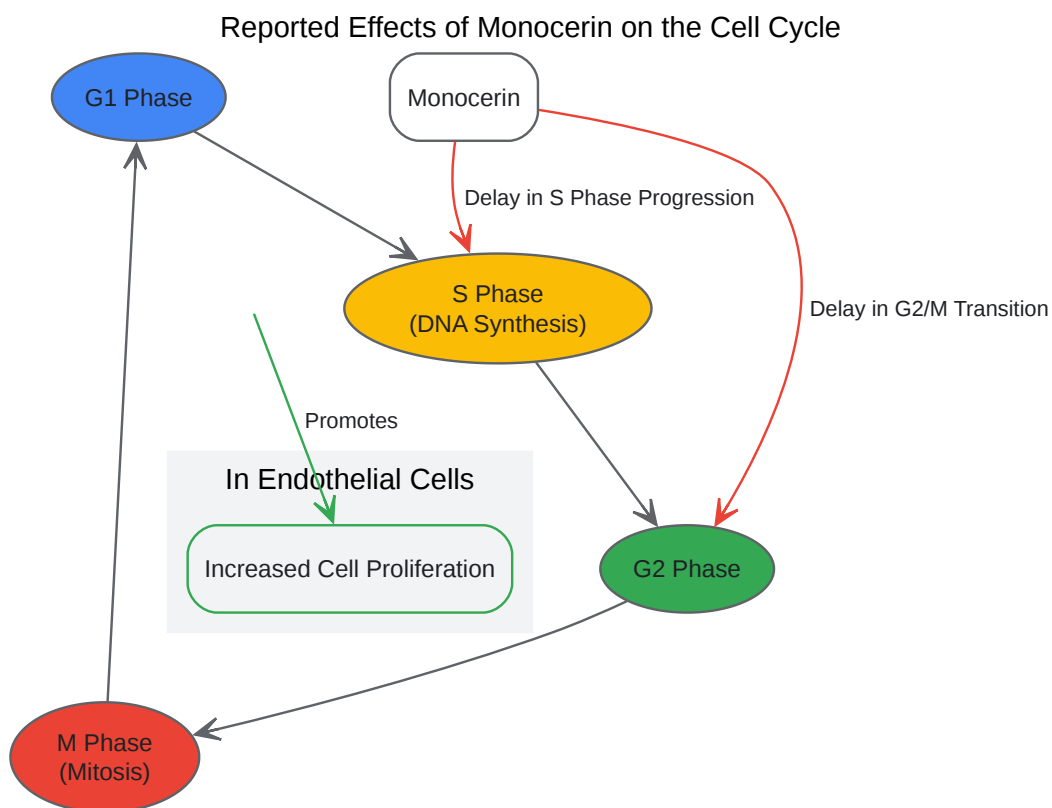 Reported Effects of Monocerin on the Cell Cycle
G1 Phase
Monocerin
Delay in S Phase Progression
S Phase
(DNA Synthesis)
Delay in G2/M Transition
Promotes
In Endothelial Cells
Increased Cell Proliferation
G2 Phase
M Phase
(Mitosis)